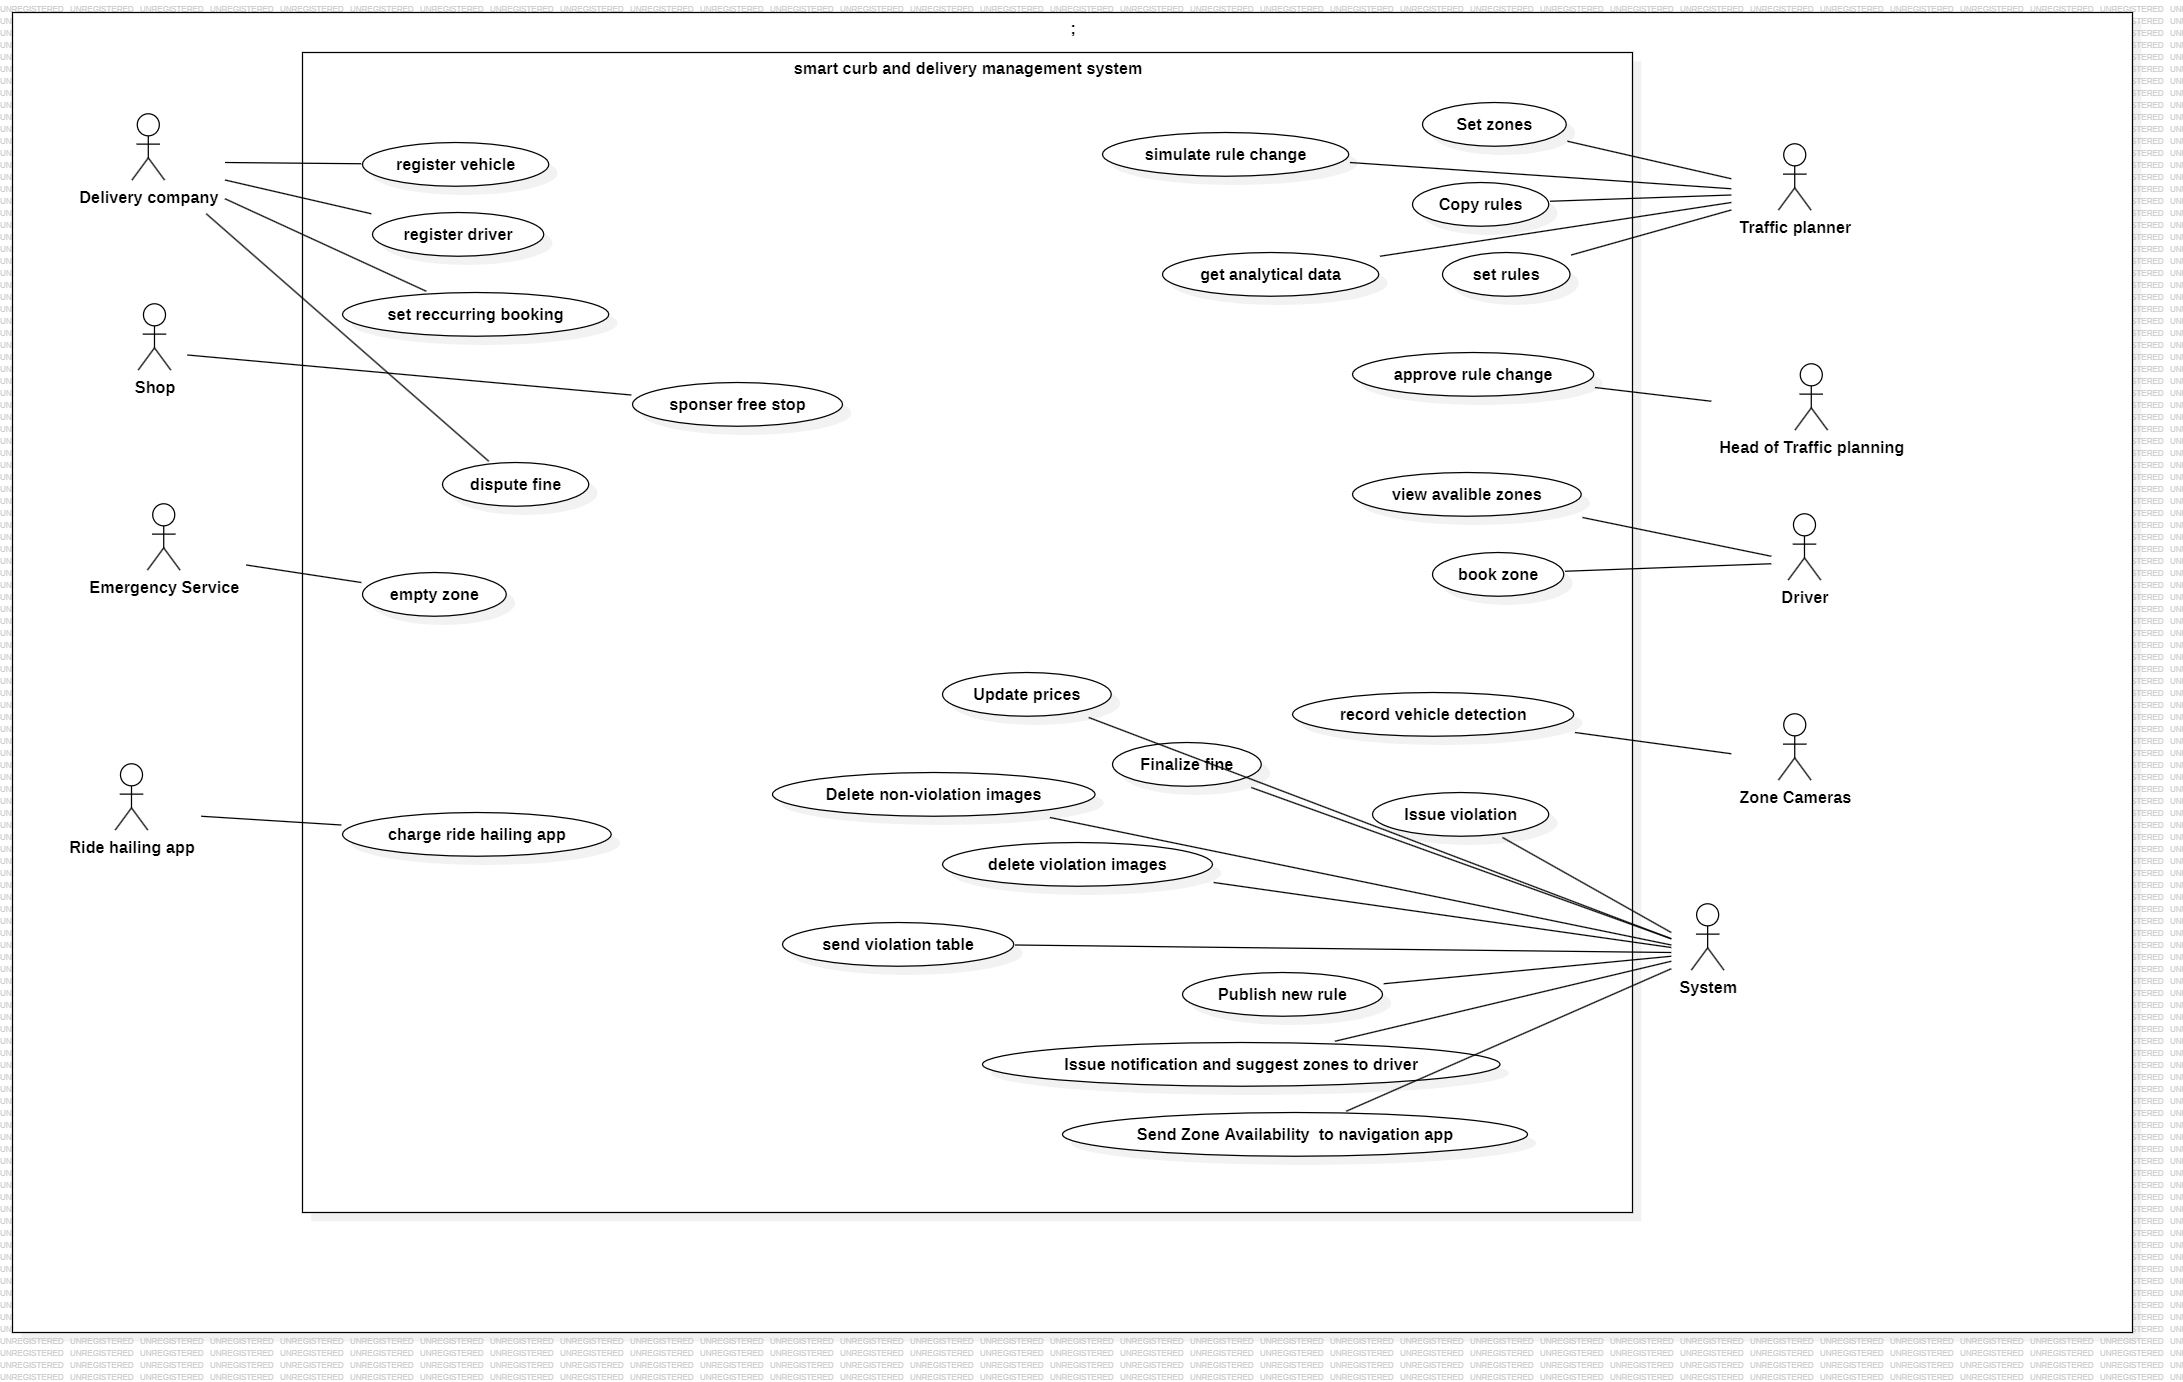 ;
smart curb and delivery management system
Set zones
simulate rule change
register vehicle
Delivery company
Copy rules
Traffic planner
register driver
get analytical data
set rules
set reccurring booking
approve rule change
Shop
sponser free stop
Head of Traffic planning
dispute fine
view avalible zones
book zone
Emergency Service
empty zone
Driver
Update prices
record vehicle detection
Finalize fine
Delete non-violation images
Zone Cameras
Issue violation
charge ride hailing app
Ride hailing app
delete violation images
send violation table
System
Publish new rule
Issue notification and suggest zones to driver
Send Zone Availability  to navigation app
UNREGISTERED